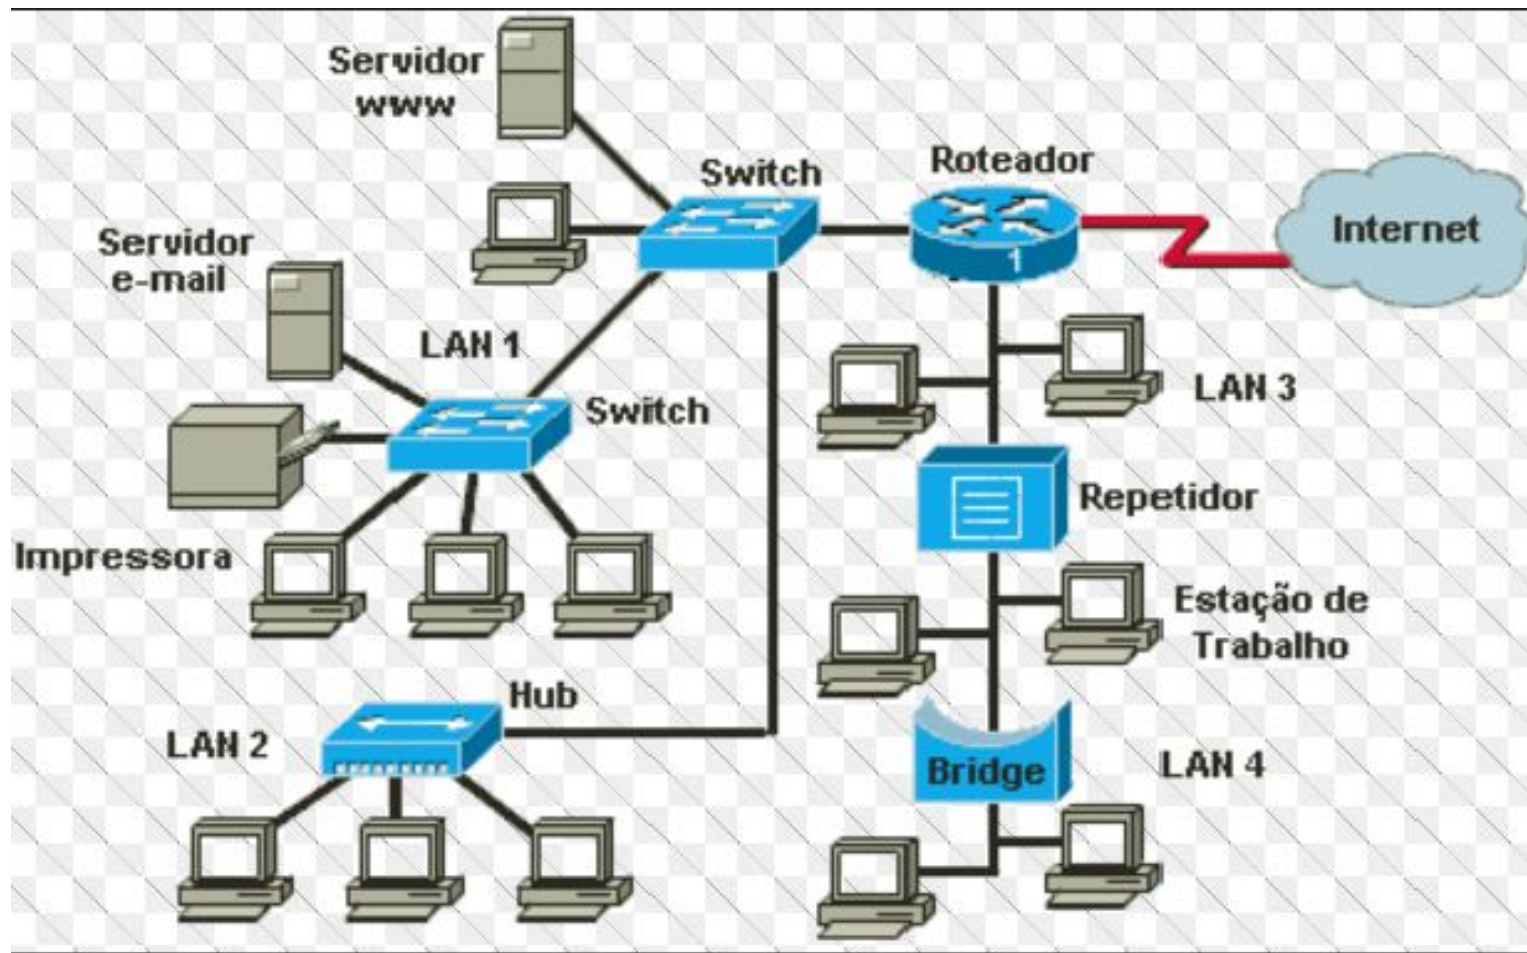 Servidor
www
Switch
Roteador
Internet
1
Servidor
e-mail
LAN 1
Switch
LAN 3
Impressora
Repetidor
Estação de
Trabalho
Hub
LAN 2
Bridge
LAN 4